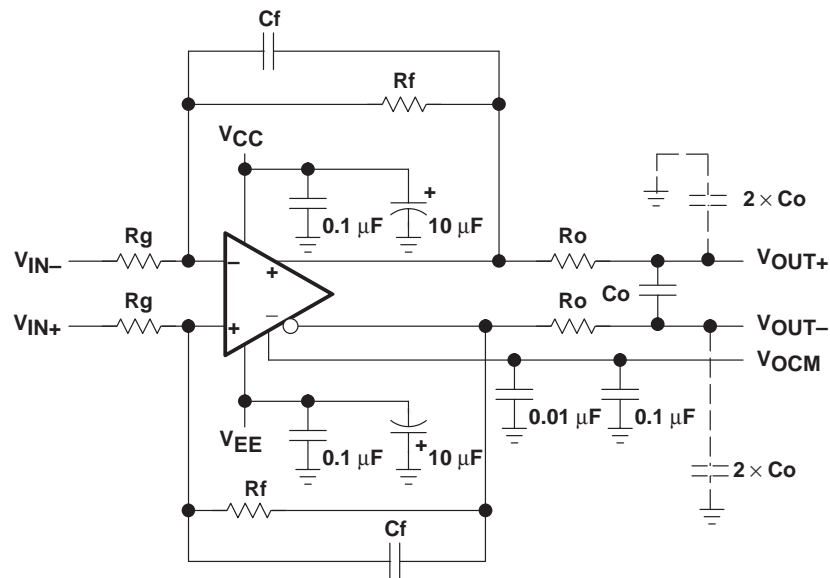 Cf
Rf
VCC
+
0.1 μF 10 μF
2 × Co
VIN– Rg – + Ro VOUT+
Co
VIN+ Rg + – Ro VOUT–
VOCM
0.01 μF 0.1 μF
VEE
0.1 μF + 10 μF
2 × Co
Rf
Cf